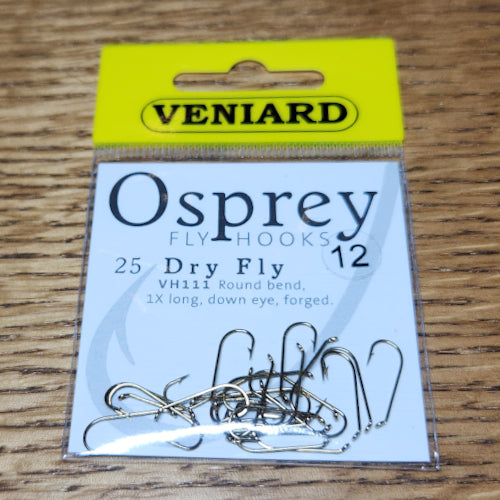 VENIARD
Osprey
FLY HOOKS
12
25 Dry Fly
VH111 Round bend,
1X long, down eye, forged.